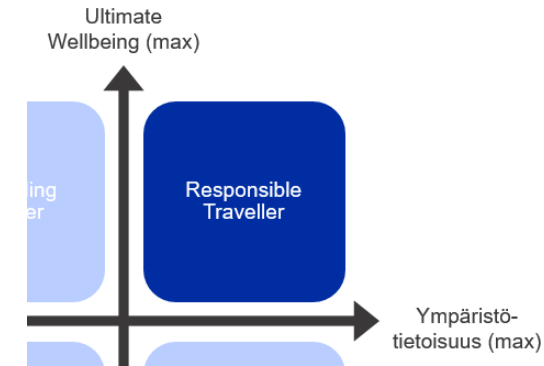 Ultimate
Wellbeing (max)
Responsible
Traveller
Ympäristö-
tietoisuus (max)